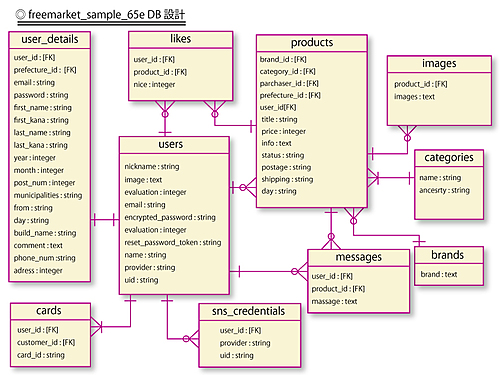 ◎ freemarket_sample_65e DB 設計
user_details
user_id : [FK]
prefecture_id : [FK]
email : string
password : string
first_name : string
first_kana : string
last_name : string
last_kana : string
year : integer
month : integer
post_num : integer
municipalities : string
from : string
day : string
build_name : string
comment : text
phone_num:string
adress : integer
likes
user_id : [FK]
product_id : [FK]
nice : integer
products
brand_id : [FK]
category_id : [FK]
parchaser_id : [FK]
prefecture_id : [FK]
user_id[FK]
title : string
price : integer
info : text
status : string
postage : string
shipping : string
day : string
images
product_id : [FK]
images : text
users
nickname : string
image : text
evaluation : integer
email : string
encrypted_password : string
evaluation : integer
reset_password_token : string
name : string
provider : string
uid : string
categories
name : string
ancesrty : string
brands
brand : text
messages
user_id : [FK]
product_id : [FK]
massage : text
cards
user_id : [FK]
customer_id : [FK]
card_id : string
sns_credentials
user_id : [FK]
provider : string
uid : string